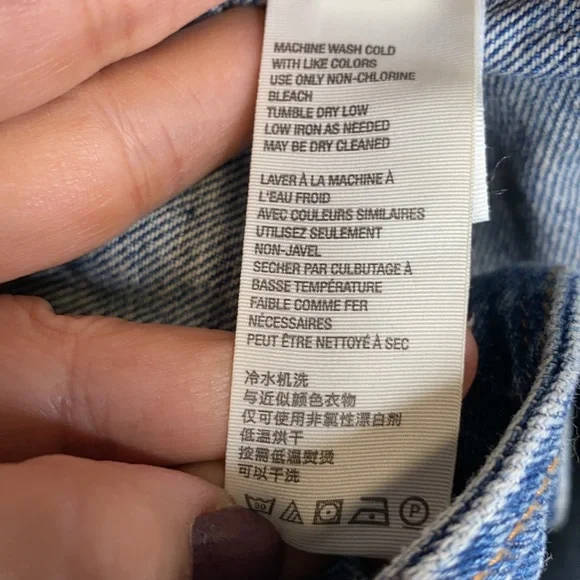 MACHINE WASH COLD
WITH LIKE COLORS
USE ONLY NON-CHLORINE
BLEACH
TUMBLE DRY LOW
LOW IRON AS NEEDED
MAY BE DRY CLEANED
LAVER À LA MACHINE À
L'EAU FROID
AVEC COULEURS SIMILAIRES
UTILISEZ SEULEMENT
NON-JAVEL
SECHER PAR CULBUTAGE À
BASSE TEMPÉRATURE
FAIBLE COMME FER
NÉCESSAIRES
PEUT ÊTRE NETTOYÉ À SEC
冷水机洗
与近似颜色衣物
仅可使用非氯性漂白剂
低温烘干
按需低温熨烫
可以干洗
P